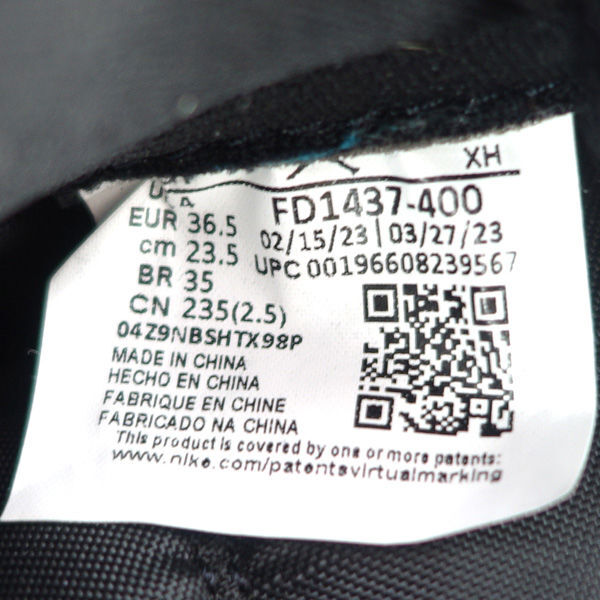 XH
FD1437-400
EUR 36.5
02/15/23 | 03/27/23
cm 23.5
UPC 00196608239567
BR 35
CN 235(2.5)
04Z9NBSHTX98P
MADE IN CHINA
HECHO EN CHINA
FABRIQUE EN CHINE
FABRICADO NA CHINA
This product is covered by one or more patents:
www.nike.com/patentsvirtualmarking